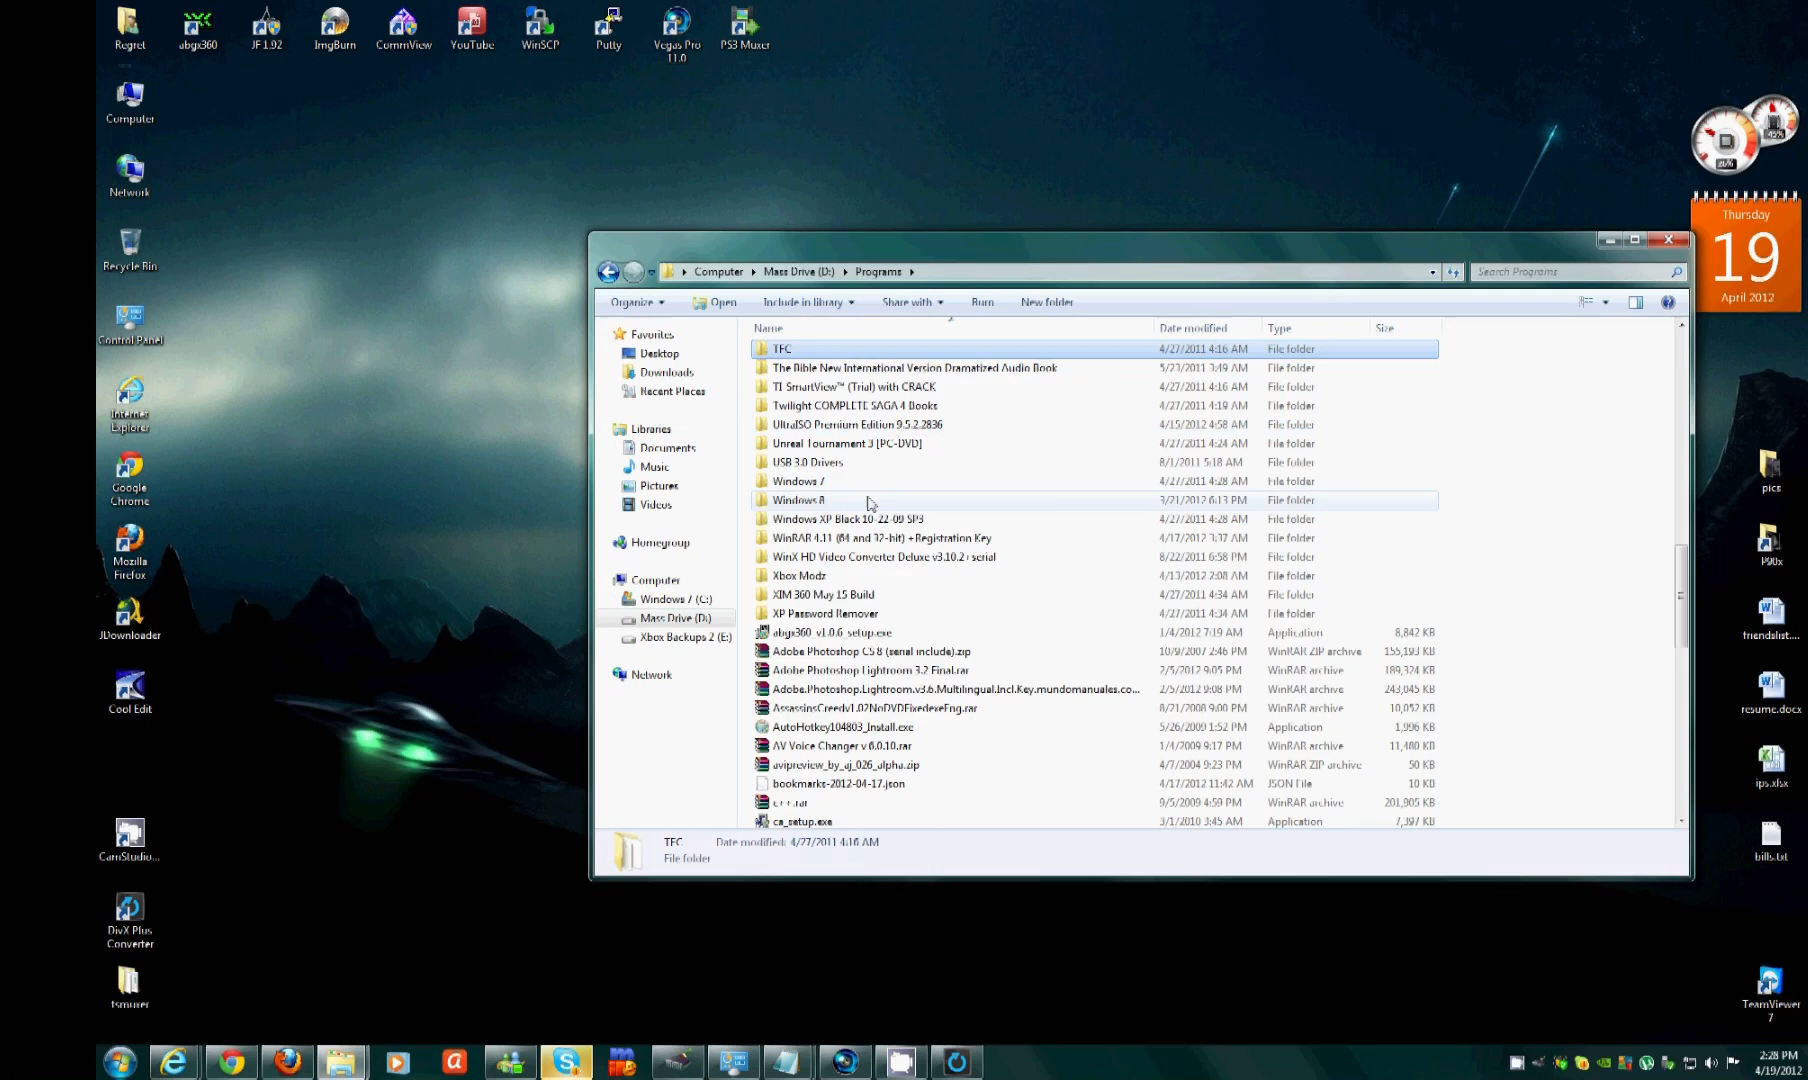 Regret
abgx360
JF 1.92
ImgBurn
CommView
YouTube
WinSCP
Putty
Vegas Pro
11.0
PS3 Muxer
Computer
Network
Recycle Bin
Control Panel
Internet
Explorer
Google
Chrome
Mozilla
Firefox
JDownloader
Cool Edit
CamStudio...
DivX Plus
Converter
tsmuxer
26%
45%
Thursday
19
April 2012
pics
P90x
friendslist....
resume.docx
ips.xlsx
bills.txt
TeamViewer
7
Computer
Mass Drive (D:)
Programs
Search Programs
Organize
Open
Include in library
Share with
Burn
New folder
Favorites
Desktop
Downloads
Recent Places
Libraries
Documents
Music
Pictures
Videos
Homegroup
Computer
Windows 7 (C:)
Mass Drive (D:)
Xbox Backups 2 (E:)
Network
Name Date modified Type Size
TFC 4/27/2011 4:16 AM File folder
The Bible New International Version Dramatized Audio Book 5/23/2011 3:49 AM File folder
TI SmartView™ (Trial) with CRACK 4/27/2011 4:16 AM File folder
Twilight COMPLETE SAGA 4 Books 4/27/2011 4:19 AM File folder
UltraISO Premium Edition 9.5.2.2836 4/15/2012 4:58 AM File folder
Unreal Tournament 3 [PC-DVD] 4/27/2011 4:24 AM File folder
USB 3.0 Drivers 8/1/2011 5:18 AM File folder
Windows 7 4/27/2011 4:28 AM File folder
Windows 8 3/21/2012 6:13 PM File folder
Windows XP Black 10-22-09 SP3 4/27/2011 4:28 AM File folder
WinRAR 4.11 (64 and 32-bit) +Registration Key 4/17/2012 3:37 AM File folder
WinX HD Video Converter Deluxe v3.10.2+serial 8/22/2011 6:58 PM File folder
Xbox Modz 4/13/2012 2:08 AM File folder
XIM 360 May 15 Build 4/27/2011 4:34 AM File folder
XP Password Remover 4/27/2011 4:34 AM File folder
abgx360_v1.0.6_setup.exe 1/4/2012 7:19 AM Application 8,842 KB
Adobe Photoshop CS 8 (serial include).zip 10/9/2007 2:46 PM WinRAR ZIP archive 155,193 KB
Adobe Photoshop Lightroom 3.2 Final.rar 2/5/2012 9:05 PM WinRAR archive 189,324 KB
Adobe.Photoshop.Lightroom.v3.6.Multilingual.Incl.Key.mundomanuales.co... 2/5/2012 9:08 PM WinRAR archive 243,045 KB
AssassinsCreedv1.02NoDVDFixedexeEng.rar 8/21/2008 9:00 PM WinRAR archive 10,052 KB
AutoHotkey104803_Install.exe 5/26/2009 1:52 PM Application 1,996 KB
AV Voice Changer v 6.0.10.rar 1/4/2009 9:17 PM WinRAR archive 11,480 KB
avipreview_by_aj_026_alpha.zip 4/7/2004 9:23 PM WinRAR ZIP archive 50 KB
bookmarks-2012-04-17.json 4/17/2012 11:42 AM JSON File 10 KB
c++.rar 9/5/2009 4:59 PM WinRAR archive 201,905 KB
ca_setup.exe 3/1/2010 3:45 AM Application 7,397 KB
TFC Date modified: 4/27/2011 4:16 AM
File folder
2:28 PM
4/19/2012